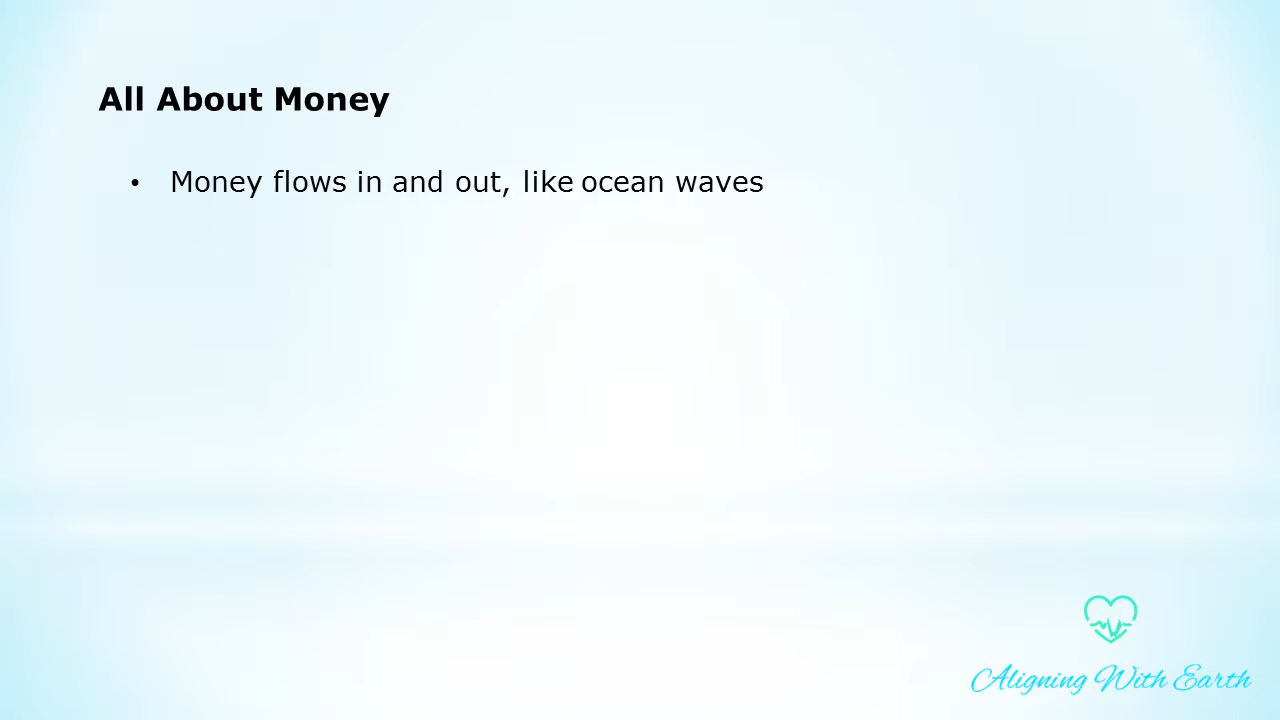 All About Money
• Money flows in and out, like ocean waves
Aligning With Earth